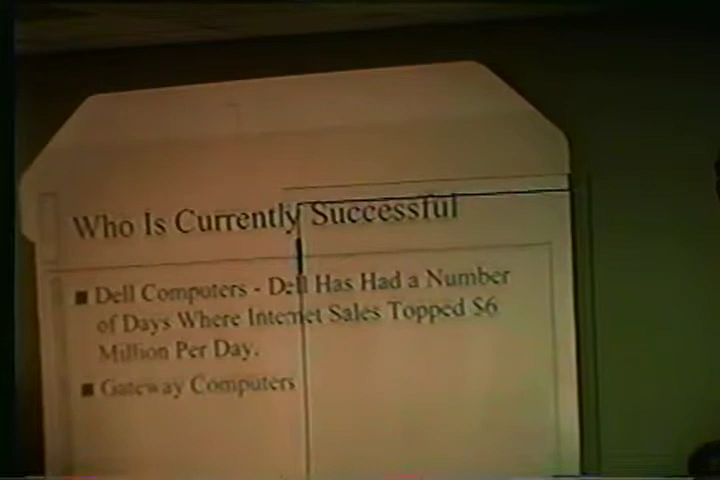 Who Is Currently Successful
■ Dell Computers - Dell Has Had a Number
of Days Where Internet Sales Topped $6
Million Per Day.
■ Gateway Computers